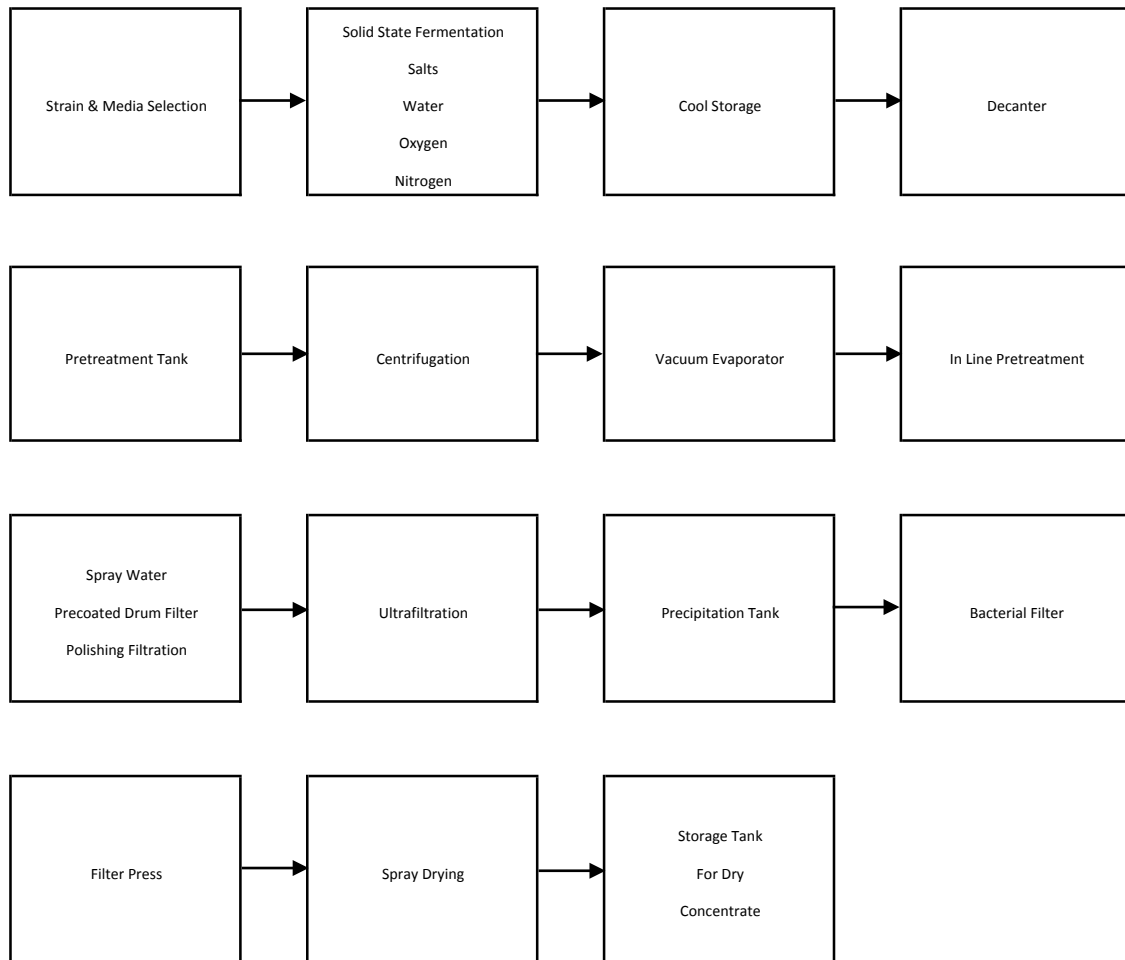 Strain & Media Selection
Solid State Fermentation
Salts
Water
Oxygen
Nitrogen
Cool Storage
Decanter
Pretreatment Tank
Centrifugation
Vacuum Evaporator
In Line Pretreatment
Spray Water
Precoated Drum Filter
Polishing Filtration
Ultrafiltration
Precipitation Tank
Bacterial Filter
Filter Press
Spray Drying
Storage Tank
For Dry
Concentrate